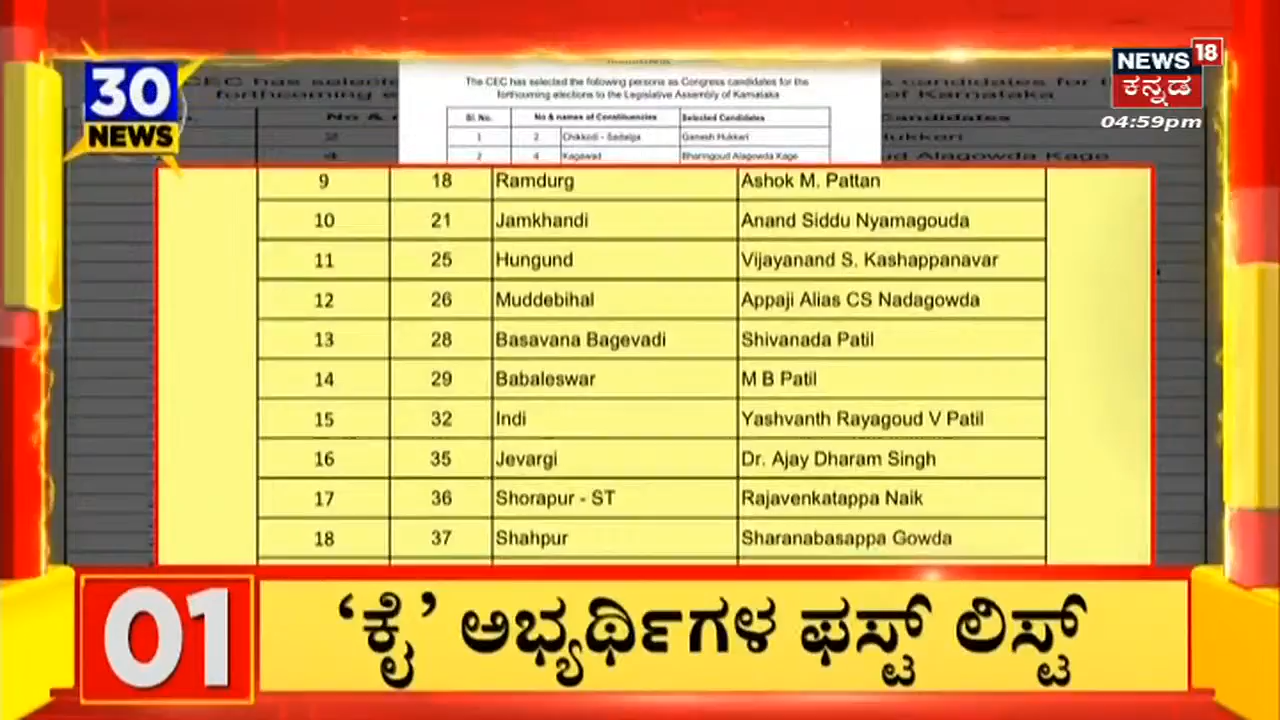 30
NEWS
NEWS 18
ಕನ್ನಡ
04:59pm
The CEC has selected the following persons as Congress candidates for the
forthcoming elections to the Legislative Assembly of Karnataka
Sl. No. No & names of Constituencies Selected Candidates
1 2 Chikkodi - Sadalga Ganesh Hukkeri
2 4 Kagawad Bharmgoud Alagowda Kage
9 18 Ramdurg Ashok M. Pattan
10 21 Jamkhandi Anand Siddu Nyamagouda
11 25 Hungund Vijayanand S. Kashappanavar
12 26 Muddebihal Appaji Alias CS Nadagowda
13 28 Basavana Bagevadi Shivanada Patil
14 29 Babaleswar M B Patil
15 32 Indi Yashvanth Rayagoud V Patil
16 35 Jevargi Dr. Ajay Dharam Singh
17 36 Shorapur - ST Rajavenkatappa Naik
18 37 Shahpur Sharanabasappa Gowda
01
‘ಕೈ’ ಅಭ್ಯರ್ಥಿಗಳ ಫಸ್ಟ್ ಲಿಸ್ಟ್